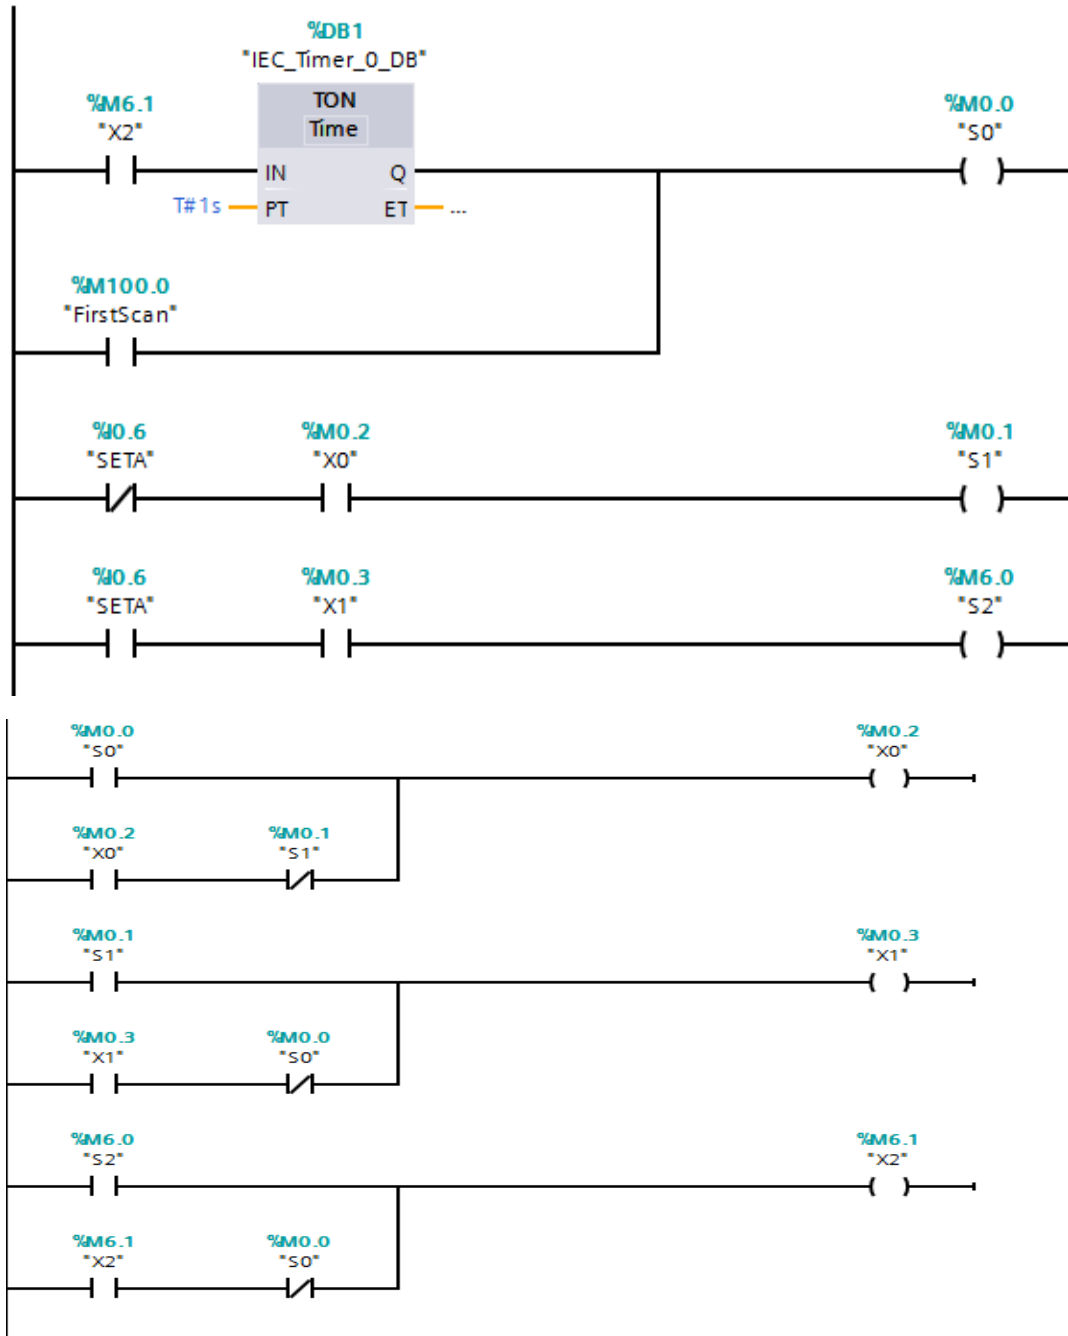 %DB1
"IEC_Timer_0_DB"
%M6.1
"X2"
TON
Time
%M0.0
"S0"
IN Q
T#1s PT ET ...
%M100.0
"FirstScan"
%I0.6 %M0.2 %M0.1
"SETA" "X0" "S1"
%I0.6 %M0.3 %M6.0
"SETA" "X1" "S2"
%M0.0 %M0.2
"S0" "X0"
%M0.2 %M0.1
"X0" "S1"
%M0.1 %M0.3
"S1" "X1"
%M0.3 %M0.0
"X1" "S0"
%M6.0 %M6.1
"S2" "X2"
%M6.1 %M0.0
"X2" "S0"